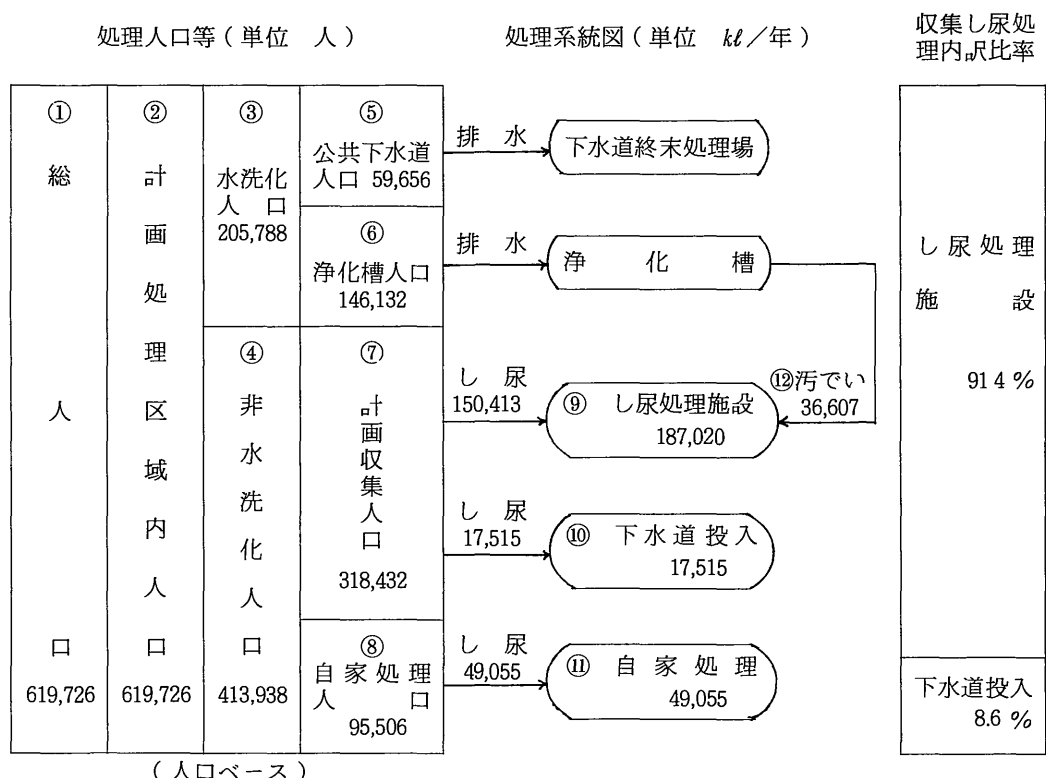 処理人口等（単位 人）
処理系統図（単位 kℓ／年）
収集し尿処
理内訳比率
①
総人口
619,726
②
計画処理区域内人口
619,726
③
水洗化
人口
205,788
④
非水洗化人口
413,938
⑤
公共下水道
人口 59,656
⑥
浄化槽人口
146,132
⑦
計画収集人口
318,432
⑧
自家処理
人口
95,506
排水
下水道終末処理場
排水
浄化槽
し尿
150,413
⑨ し尿処理施設
187,020
⑫汚でい
36,607
し尿
17,515
⑩ 下水道投入
17,515
し尿
49,055
⑪ 自家処理
49,055
し尿処理
施設
91 4 %
下水道投入
8.6 %
（人口ベース）